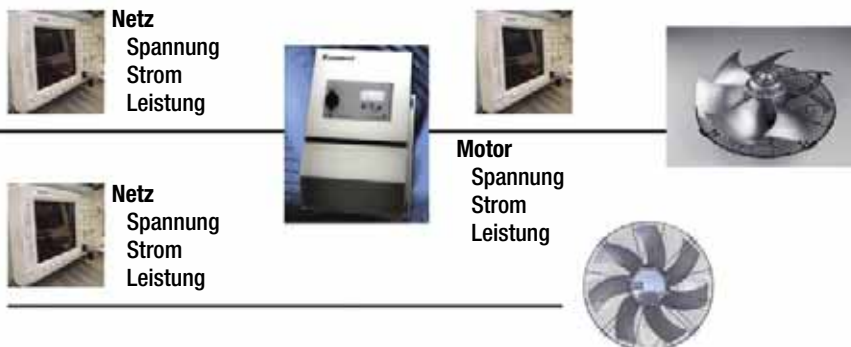 Netz
Spannung
Strom
Leistung
Motor
Spannung
Strom
Leistung
Netz
Spannung
Strom
Leistung